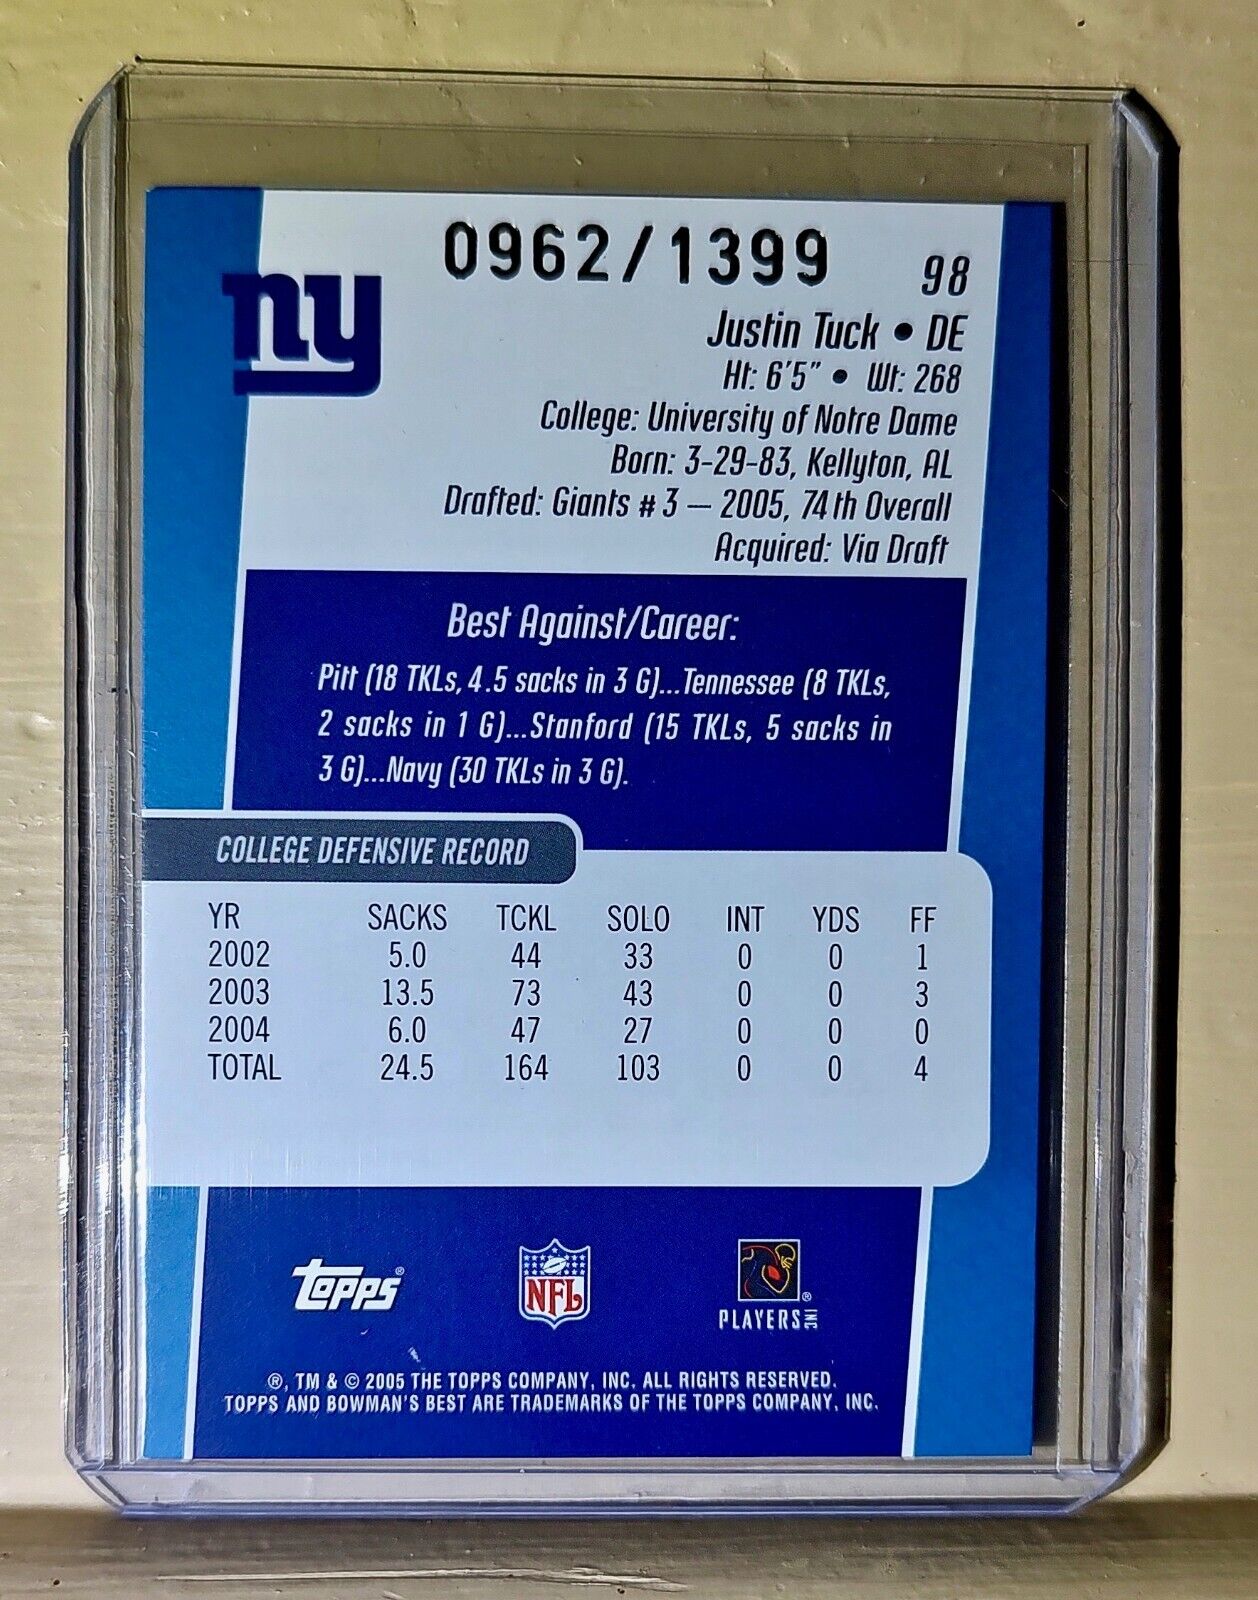 0962/1399
98
ny
Justin Tuck • DE
Ht: 6'5" • Wt: 268
College: University of Notre Dame
Born: 3-29-83, Kellyton, AL
Drafted: Giants # 3 — 2005, 74th Overall
Acquired: Via Draft
Best Against/Career:
Pitt (18 TKLs, 4.5 sacks in 3 G)...Tennessee (8 TKLs,
2 sacks in 1 G)...Stanford (15 TKLs, 5 sacks in
3 G)...Navy (30 TKLs in 3 G).
COLLEGE DEFENSIVE RECORD
YR SACKS TCKL SOLO INT YDS FF
2002 5.0 44 33 0 0 1
2003 13.5 73 43 0 0 3
2004 6.0 47 27 0 0 0
TOTAL 24.5 164 103 0 0 4
Topps® NFL ®
PLAYERS INC
®, TM & © 2005 THE TOPPS COMPANY, INC. ALL RIGHTS RESERVED.
TOPPS AND BOWMAN'S BEST ARE TRADEMARKS OF THE TOPPS COMPANY, INC.